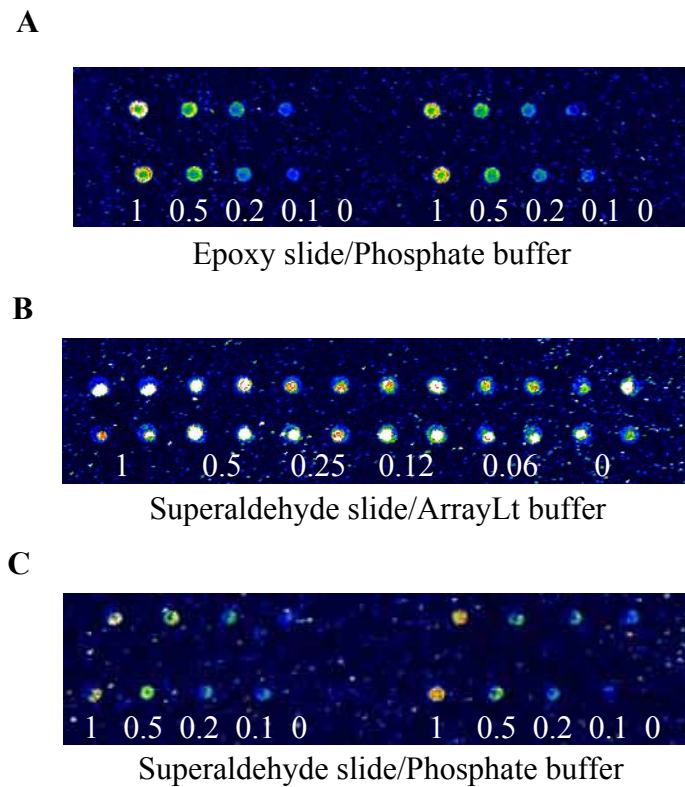 A
1 0.5 0.2 0.1 0 1 0.5 0.2 0.1 0
Epoxy slide/Phosphate buffer
B
1 0.5 0.25 0.12 0.06 0
Superaldehyde slide/ArrayLt buffer
C
1 0.5 0.2 0.1 0 1 0.5 0.2 0.1 0
Superaldehyde slide/Phosphate buffer